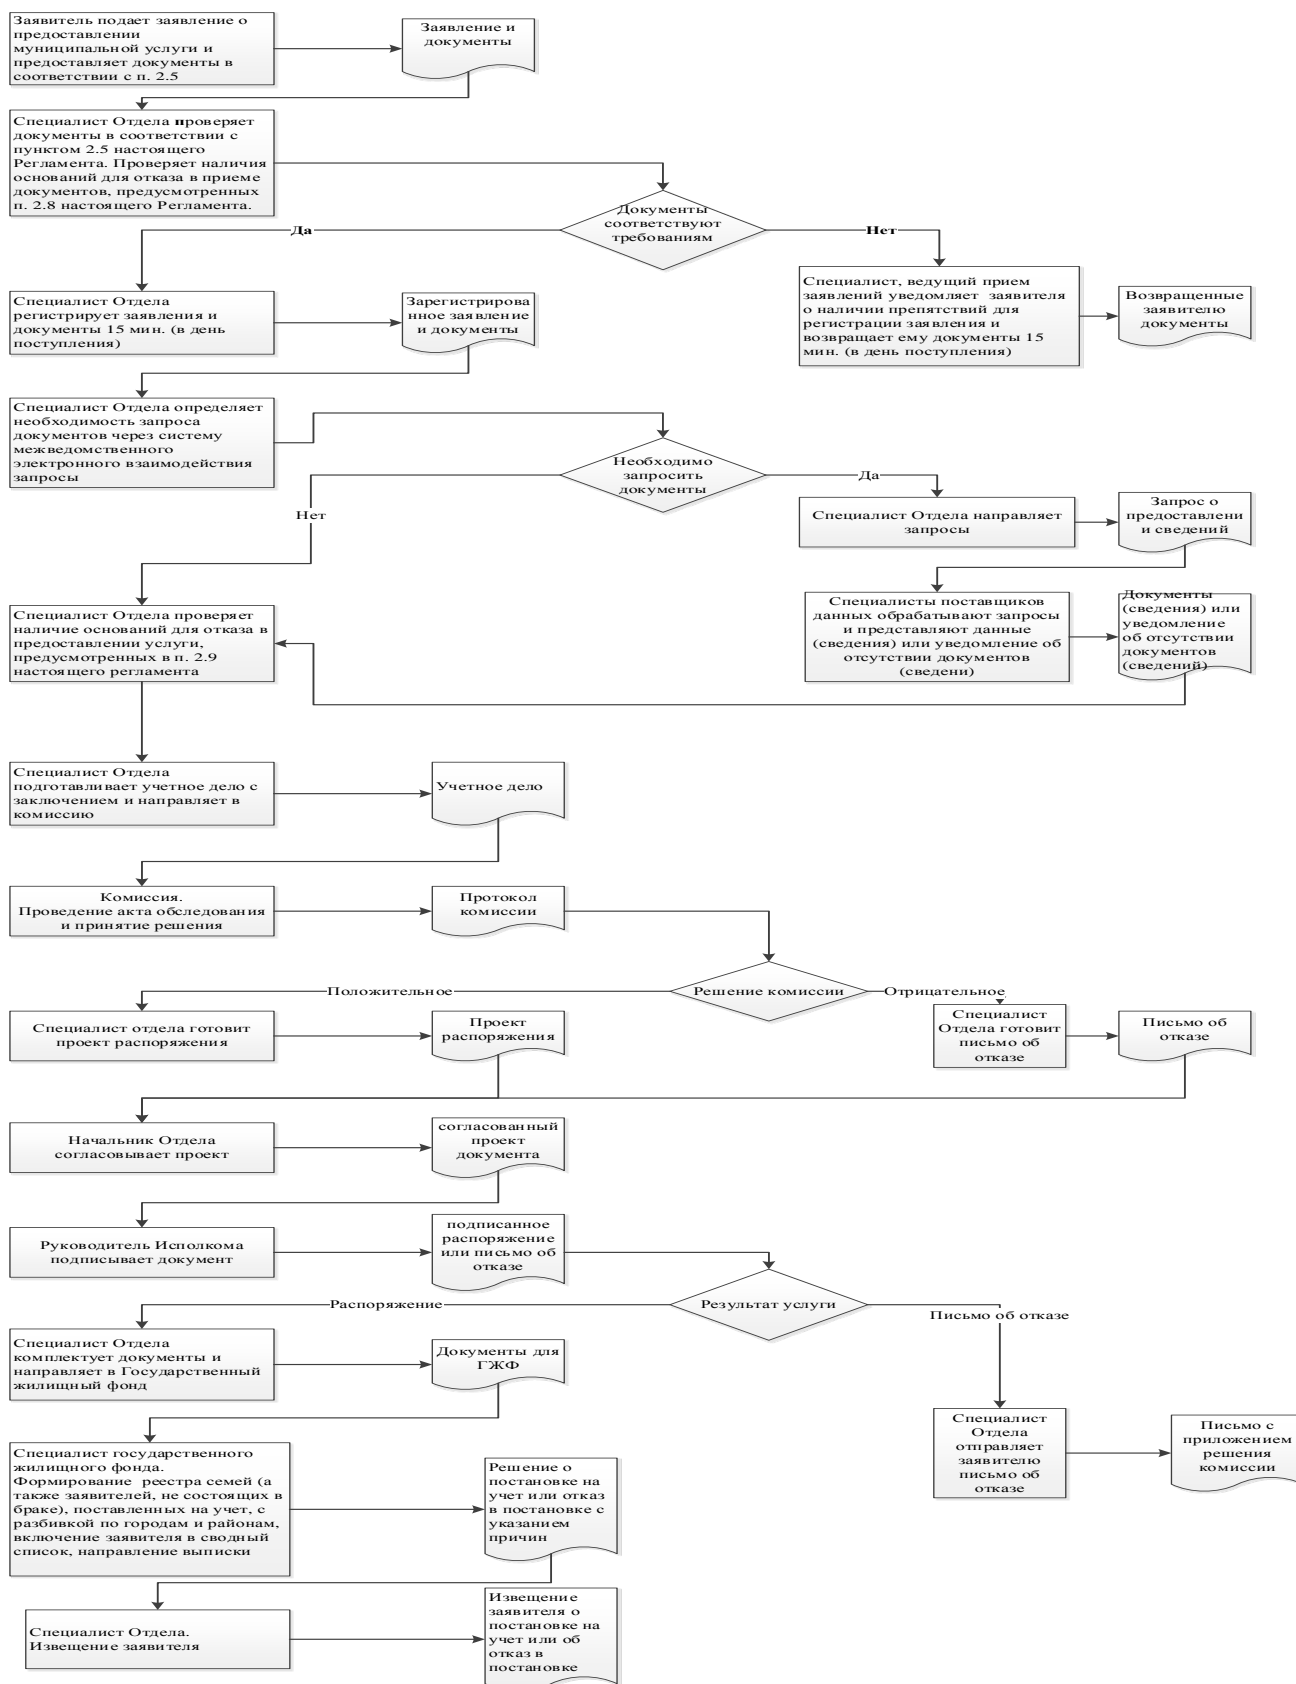 Заявитель подает заявление о
предоставлении
муниципальной услуги и
предоставляет документы в
соответствии с п. 2.5
Заявление и
документы
Специалист Отдела проверяет
документы в соответствии с
пунктом 2.5 настоящего
Регламента. Проверяет наличия
оснований для отказа в приеме
документов, предусмотренных
п. 2.8 настоящего Регламента.
Документы
соответствуют
требованиям
Да
Нет
Специалист Отдела
регистрирует заявления и
документы 15 мин. (в день
поступления)
Зарегистрирова
нное заявление
и документы
Специалист, ведущий прием
заявлений уведомляет  заявителя
о наличии препятствий для
регистрации заявления и
возвращает ему документы 15
мин. (в день поступления)
Возвращенные
заявителю
документы
Специалист Отдела определяет
необходимость запроса
документов через систему
межведомственного
электронного взаимодействия
запросы
Необходимо
запросить
документы
Да
Нет
Специалист Отдела направляет
запросы
Запрос о
предоставлени
и сведений
Специалист Отдела проверяет
наличие оснований для отказа в
предоставлении услуги,
предусмотренных в п. 2.9
настоящего регламента
Специалисты поставщиков
данных обрабатывают запросы
и представляют данные
(сведения) или уведомление об
отсутствии документов
(сведени)
Документы
(сведения) или
уведомление
об отсутствии
документов
(сведений)
Специалист Отдела
подготавливает учетное дело с
заключением и направляет в
комиссию
Учетное дело
Комиссия.
Проведение акта обследования
и принятие решения
Протокол
комиссии
Решение комиссии
Положительное
Отрицательное
Специалист отдела готовит
проект распоряжения
Проект
распоряжения
Специалист
Отдела готовит
письмо об
отказе
Письмо об
отказе
Начальник Отдела
согласовывает проект
согласованный
проект
документа
Руководитель Исполкома
подписывает документ
подписанное
распоряжение
или письмо об
отказе
Результат услуги
Распоряжение
Письмо об отказе
Специалист Отдела
комплектует документы и
направляет в Государственный
жилищный фонд
Документы для
ГЖФ
Специалист
Отдела
отправляет
заявителю
письмо об
отказе
Письмо с
приложением
решения
комиссии
Специалист государственного
жилищного фонда.
Формирование  реестра семей (а
также заявителей, не состоящих в
браке), поставленных на учет, с
разбивкой по городам и районам,
включение заявителя в сводный
список, направление выписки
Решение о
постановке на
учет или отказ
в постановке с
указанием
причин
Специалист Отдела.
Извещение заявителя
Извещение
заявителя о
постановке на
учет или об
отказ в
постановке